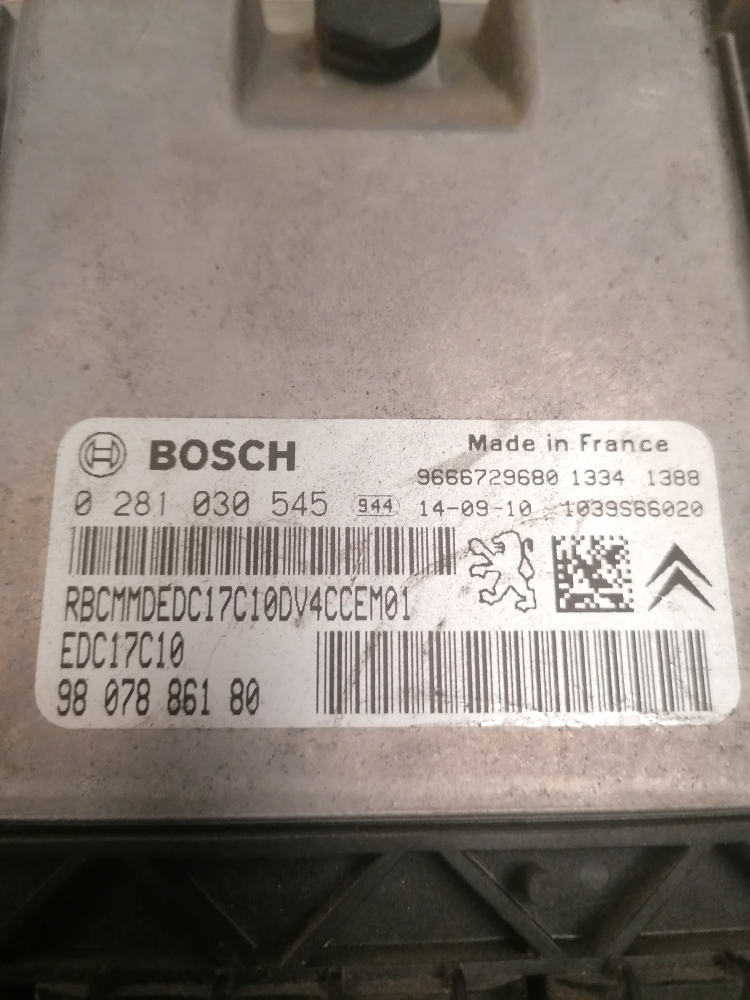 BOSCH
Made in France
9666729680 1334 1388
0 281 030 545 944 14-09-10 1039S66020
RBCMMDEDC17C10DV4CCEM01
EDC17C10
98 078 861 80